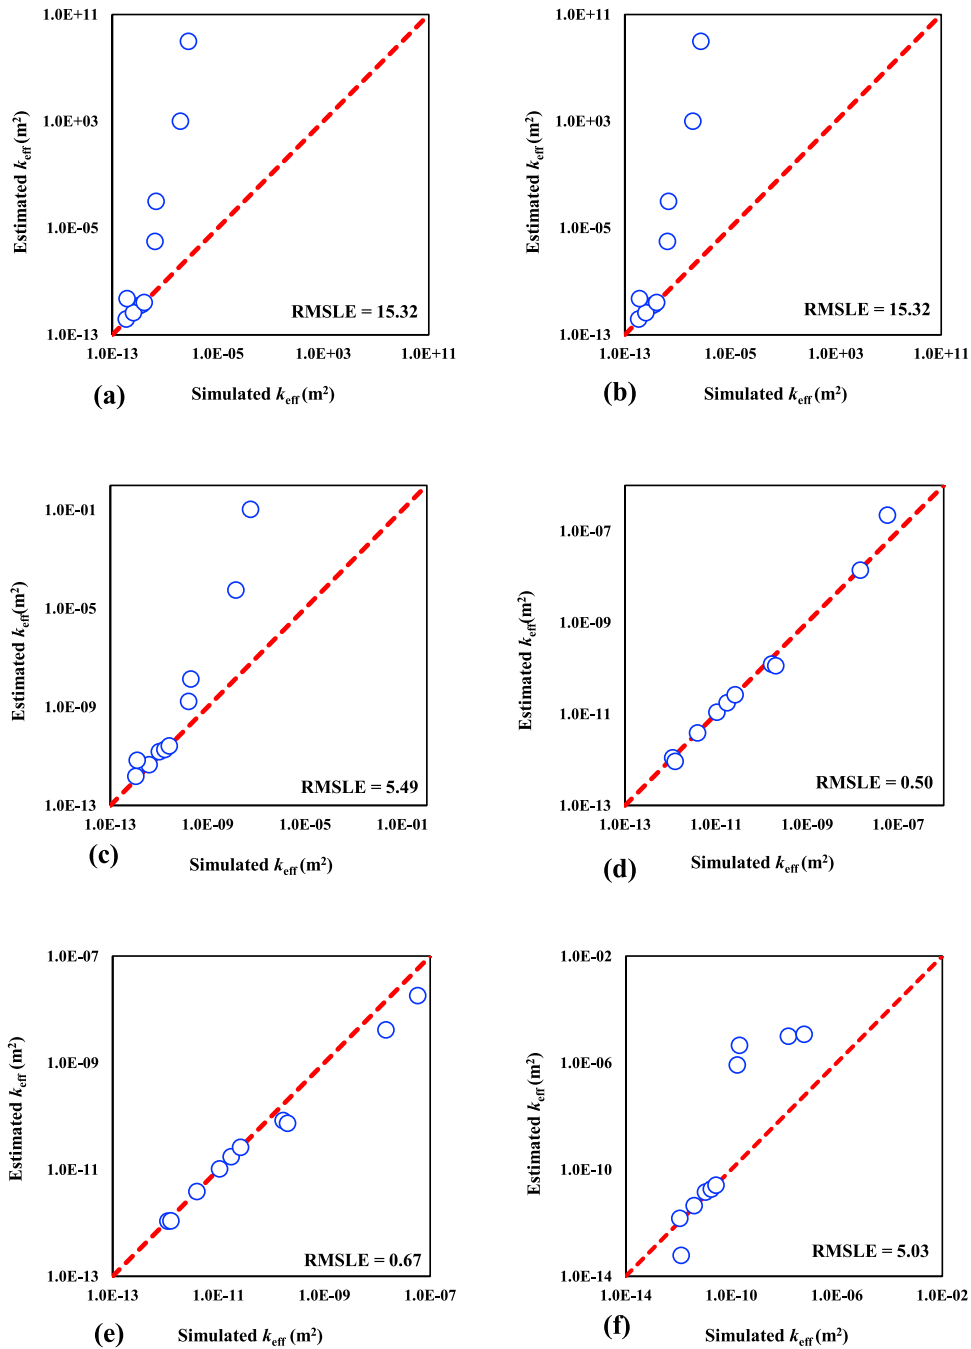 1.0E+11
1.0E+03
1.0E-05
1.0E-13
Estimated keff (m²)
RMSLE = 15.32
1.0E-13 1.0E-05 1.0E+03 1.0E+11
(a) Simulated keff (m²)
1.0E+11
1.0E+03
1.0E-05
1.0E-13
Estimated keff (m²)
RMSLE = 15.32
1.0E-13 1.0E-05 1.0E+03 1.0E+11
(b) Simulated keff (m²)
1.0E-01
1.0E-05
1.0E-09
1.0E-13
Estimated keff(m²)
RMSLE = 5.49
1.0E-13 1.0E-09 1.0E-05 1.0E-01
(c) Simulated keff (m²)
1.0E-07
1.0E-09
1.0E-11
1.0E-13
Estimated keff(m²)
RMSLE = 0.50
1.0E-13 1.0E-11 1.0E-09 1.0E-07
(d) Simulated keff (m²)
1.0E-07
1.0E-09
1.0E-11
1.0E-13
Estimated keff (m²)
RMSLE = 0.67
1.0E-13 1.0E-11 1.0E-09 1.0E-07
(e) Simulated keff (m²)
1.0E-02
1.0E-06
1.0E-10
1.0E-14
Estimated keff (m²)
RMSLE = 5.03
1.0E-14 1.0E-10 1.0E-06 1.0E-02
(f) Simulated keff (m²)